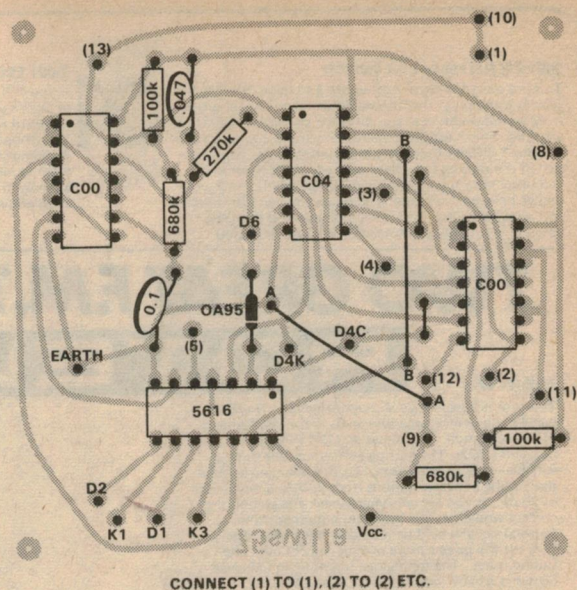 (10)
(13)
(1)
100k
.047
270k
C00
C04
B
(8)
(3)
680k
D6
C00
(4)
0.1
OA95
A
(5)
D4C
EARTH
D4K
B
(12)
(2)
A
(11)
5616
(9)
100k
680k
D2
K1
D1
K3
Vcc.
76sw11a
CONNECT (1) TO (1), (2) TO (2) ETC.